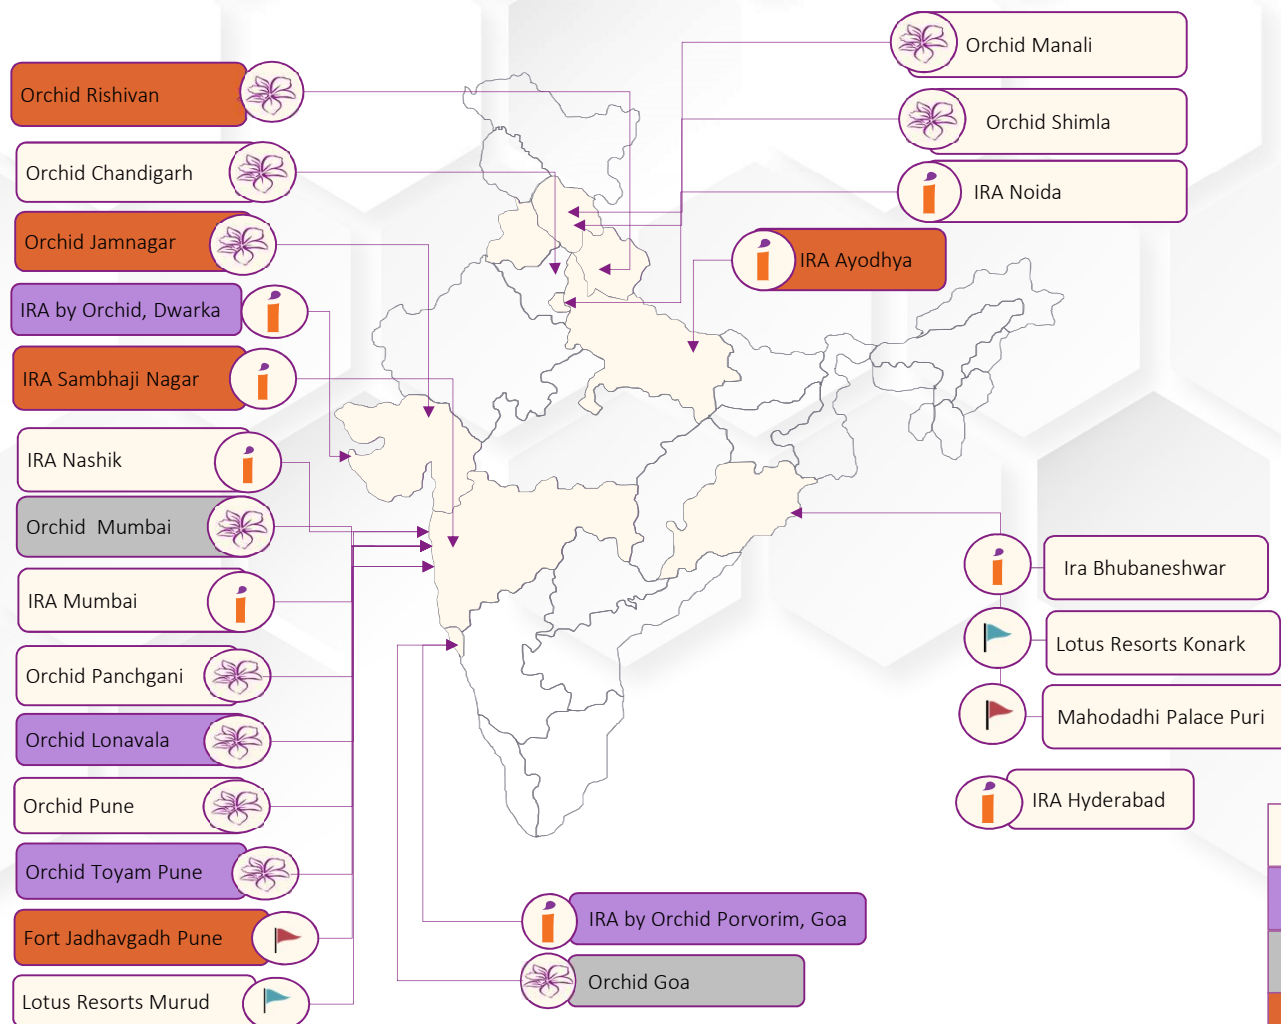 Orchid Rishivan
Orchid Chandigarh
Orchid Jamnagar
IRA by Orchid, Dwarka
IRA Sambhaji Nagar
IRA Nashik
Orchid  Mumbai
IRA Mumbai
Orchid Panchgani
Orchid Lonavala
Orchid Pune
Orchid Toyam Pune
Fort Jadhavgadh Pune
Lotus Resorts Murud
Orchid Manali
Orchid Shimla
IRA Noida
IRA Ayodhya
Ira Bhubaneshwar
Lotus Resorts Konark
Mahodadhi Palace Puri
IRA Hyderabad
IRA by Orchid Porvorim, Goa
Orchid Goa